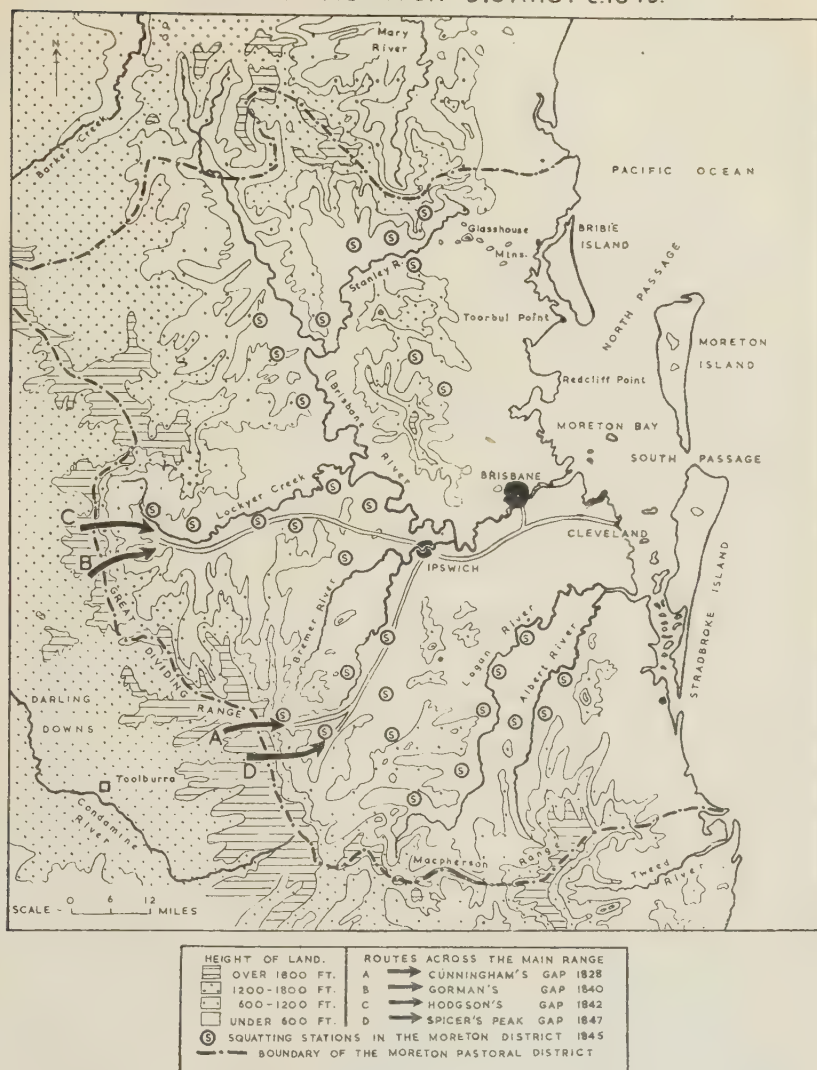 DISTRICT C.1845.
N
Mary
River
Barker Creek
PACIFIC OCEAN
Glasshouse
Mtns.
BRIBIE
ISLAND
Stanley R.
NORTH PASSAGE
Toorbul Point
MORETON
ISLAND
Redcliff Point
Brisbane
River
MORETON BAY
SOUTH PASSAGE
BRISBANE
Lockyer Creek
C
CLEVELAND
B
IPSWICH
STRADBROKE ISLAND
GREAT
DIVIDING
RANGE
Bremer River
Logan River
Albert River
DARLING
DOWNS
A
D
Toolburra
Condamine
River
Macpherson Range
Tweed
River
SCALE - 0 6 12 MILES
S S S S S S S S S S S S S S S S S S S S S S S S S S S S S S
HEIGHT OF LAND. ROUTES ACROSS THE MAIN RANGE
OVER 1800 FT. A CUNNINGHAM'S GAP 1828
1200-1800 FT. B GORMAN'S GAP 1840
600-1200 FT. C HODGSON'S GAP 1842
UNDER 600 FT. D SPICER'S PEAK GAP 1847
S SQUATTING STATIONS IN THE MORETON DISTRICT 1845
BOUNDARY OF THE MORETON PASTORAL DISTRICT